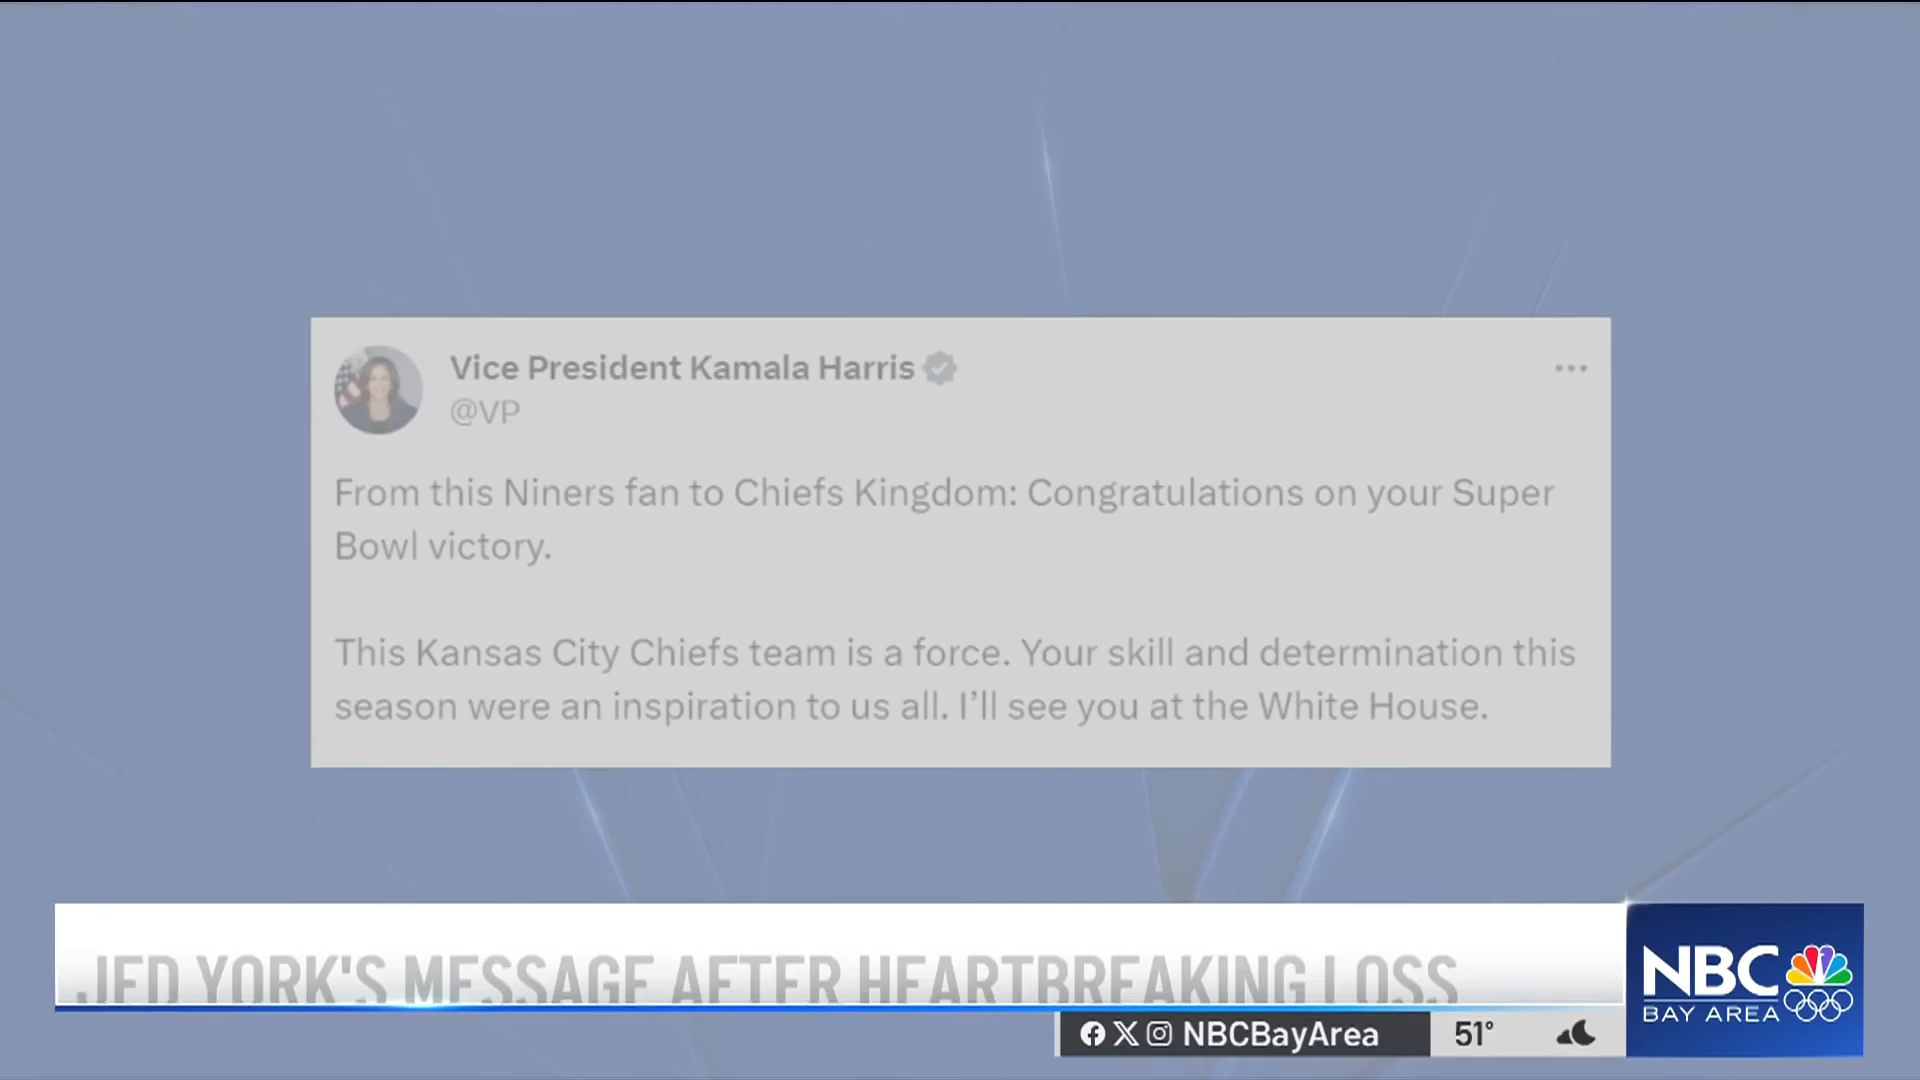 Vice President Kamala Harris
@VP
From this Niners fan to Chiefs Kingdom: Congratulations on your Super
Bowl victory.
This Kansas City Chiefs team is a force. Your skill and determination this
season were an inspiration to us all. I’ll see you at the White House.
JED YORK'S MESSAGE AFTER HEARTBREAKING LOSS
NBC
BAY AREA
NBCBayArea
51°